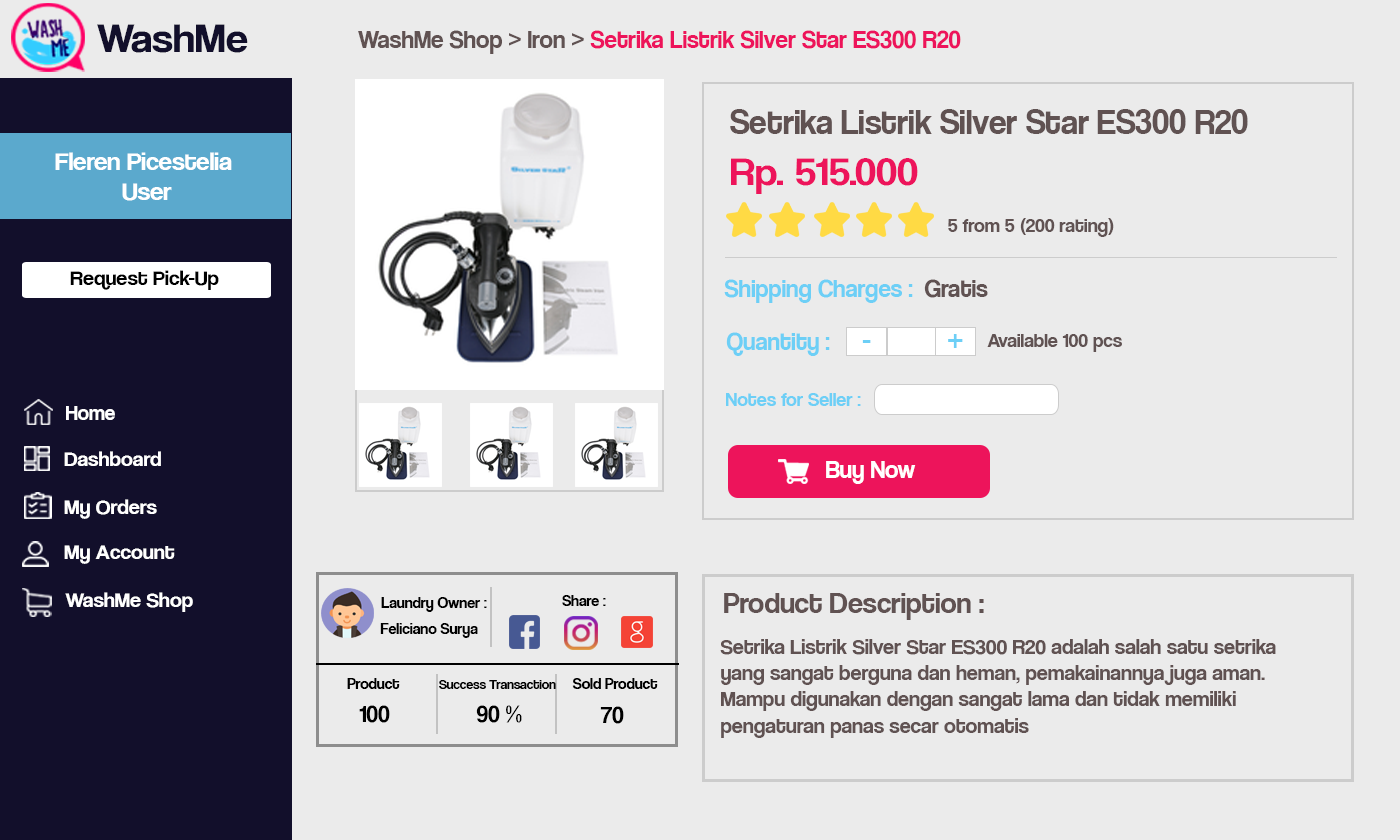 WASH
ME
WashMe
WashMe Shop > Iron > Setrika Listrik Silver Star ES300 R20
Fleren Picestelia
User
Request Pick-Up
Home
Dashboard
My Orders
My Account
WashMe Shop
SILVER STAR
Setrika Listrik Silver Star ES300 R20
Rp. 515.000
5 from 5 (200 rating)
Shipping Charges : Gratis
Quantity : - + Available 100 pcs
Notes for Seller :
Buy Now
Laundry Owner :
Feliciano Surya
Share :
Product
100
Success Transaction
90 %
Sold Product
70
Product Description :
Setrika Listrik Silver Star ES300 R20 adalah salah satu setrika
yang sangat berguna dan heman, pemakainannya juga aman.
Mampu digunakan dengan sangat lama dan tidak memiliki
pengaturan panas secar otomatis